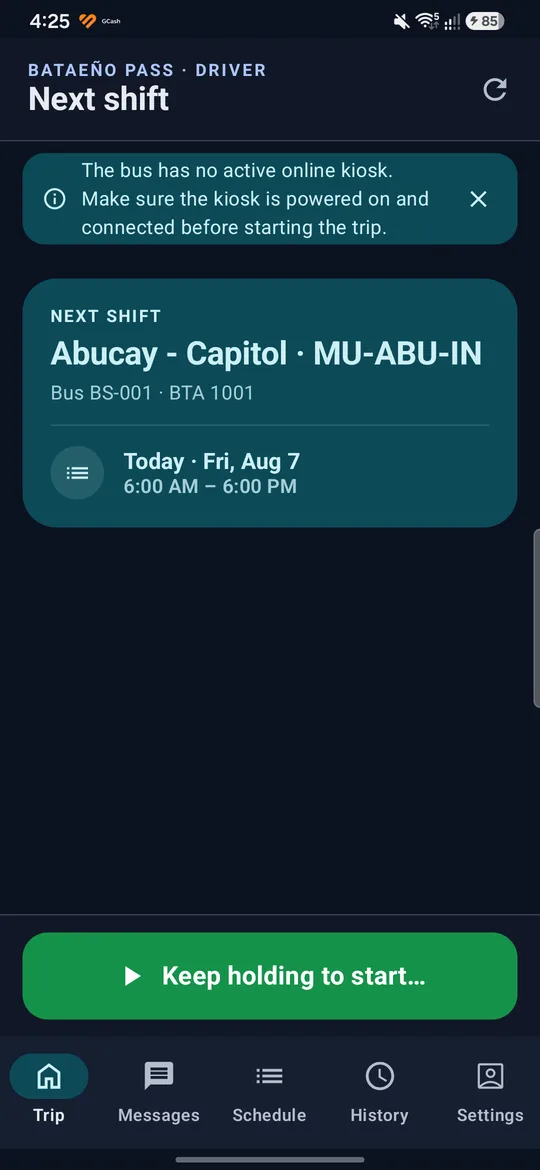 4:25 GCash 85
BATAEÑO PASS · DRIVER
Next shift
The bus has no active online kiosk.
Make sure the kiosk is powered on and
connected before starting the trip.
NEXT SHIFT
Abucay - Capitol · MU-ABU-IN
Bus BS-001 · BTA 1001
Today · Fri, Aug 7
6:00 AM – 6:00 PM
Keep holding to start…
Trip Messages Schedule History Settings